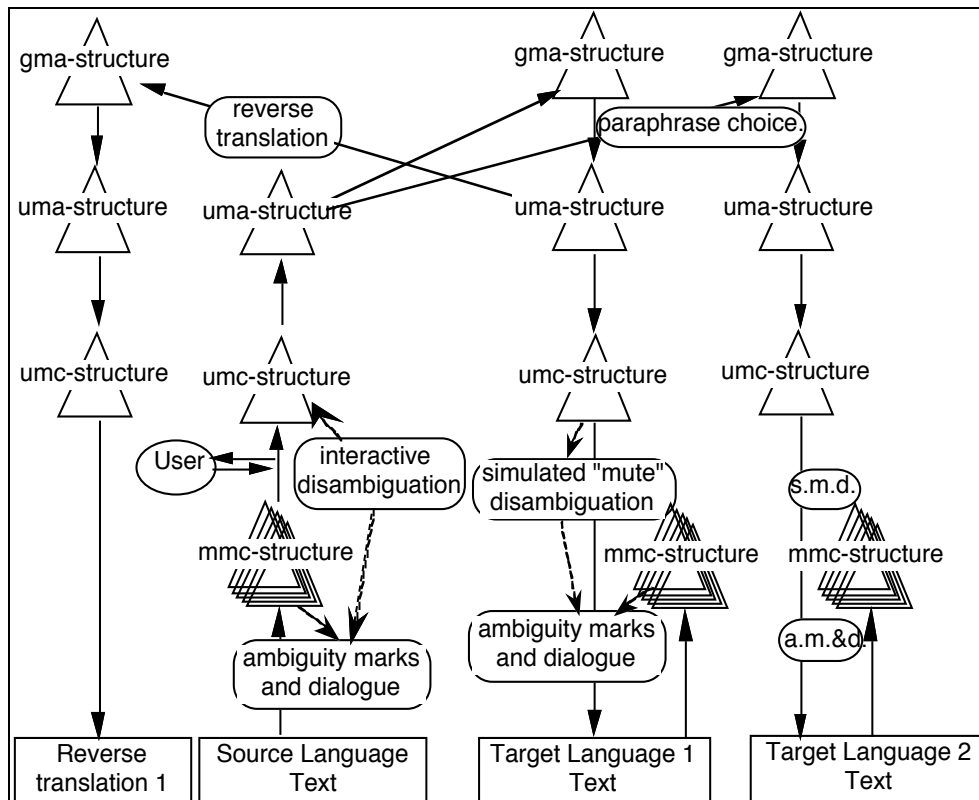 gma-structure
gma-structure
gma-structure
reverse
translation
paraphrase choice.
uma-structure
uma-structure
uma-structure
uma-structure
umc-structure
umc-structure
umc-structure
umc-structure
User
interactive
disambiguation
simulated "mute"
disambiguation
s.m.d.
mmc-structure
mmc-structure
mmc-structure
ambiguity marks
and dialogue
ambiguity marks
and dialogue
a.m.&d.
Reverse
translation 1
Source Language
Text
Target Language 1
Text
Target Language 2
Text